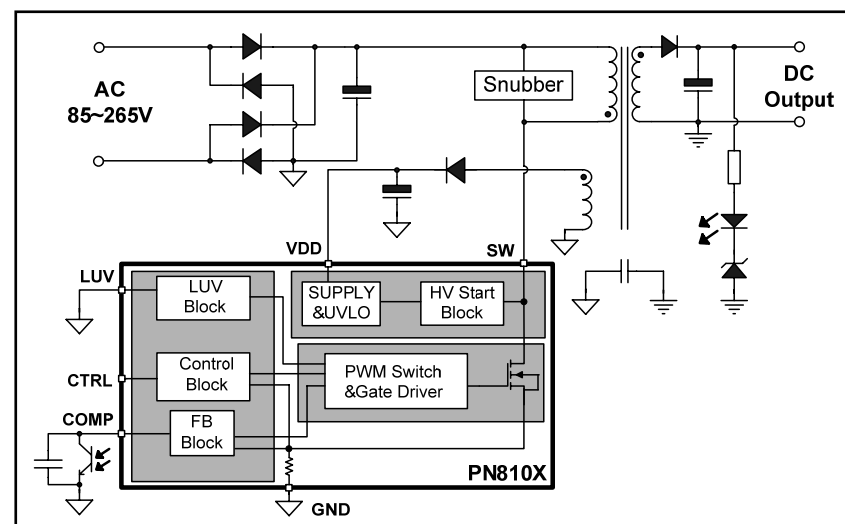 AC
85~265V
Snubber
DC
Output
VDD
SW
LUV
LUV
Block
SUPPLY
&UVLO
HV Start
Block
CTRL
Control
Block
PWM Switch
&Gate Driver
COMP
FB
Block
PN810X
GND